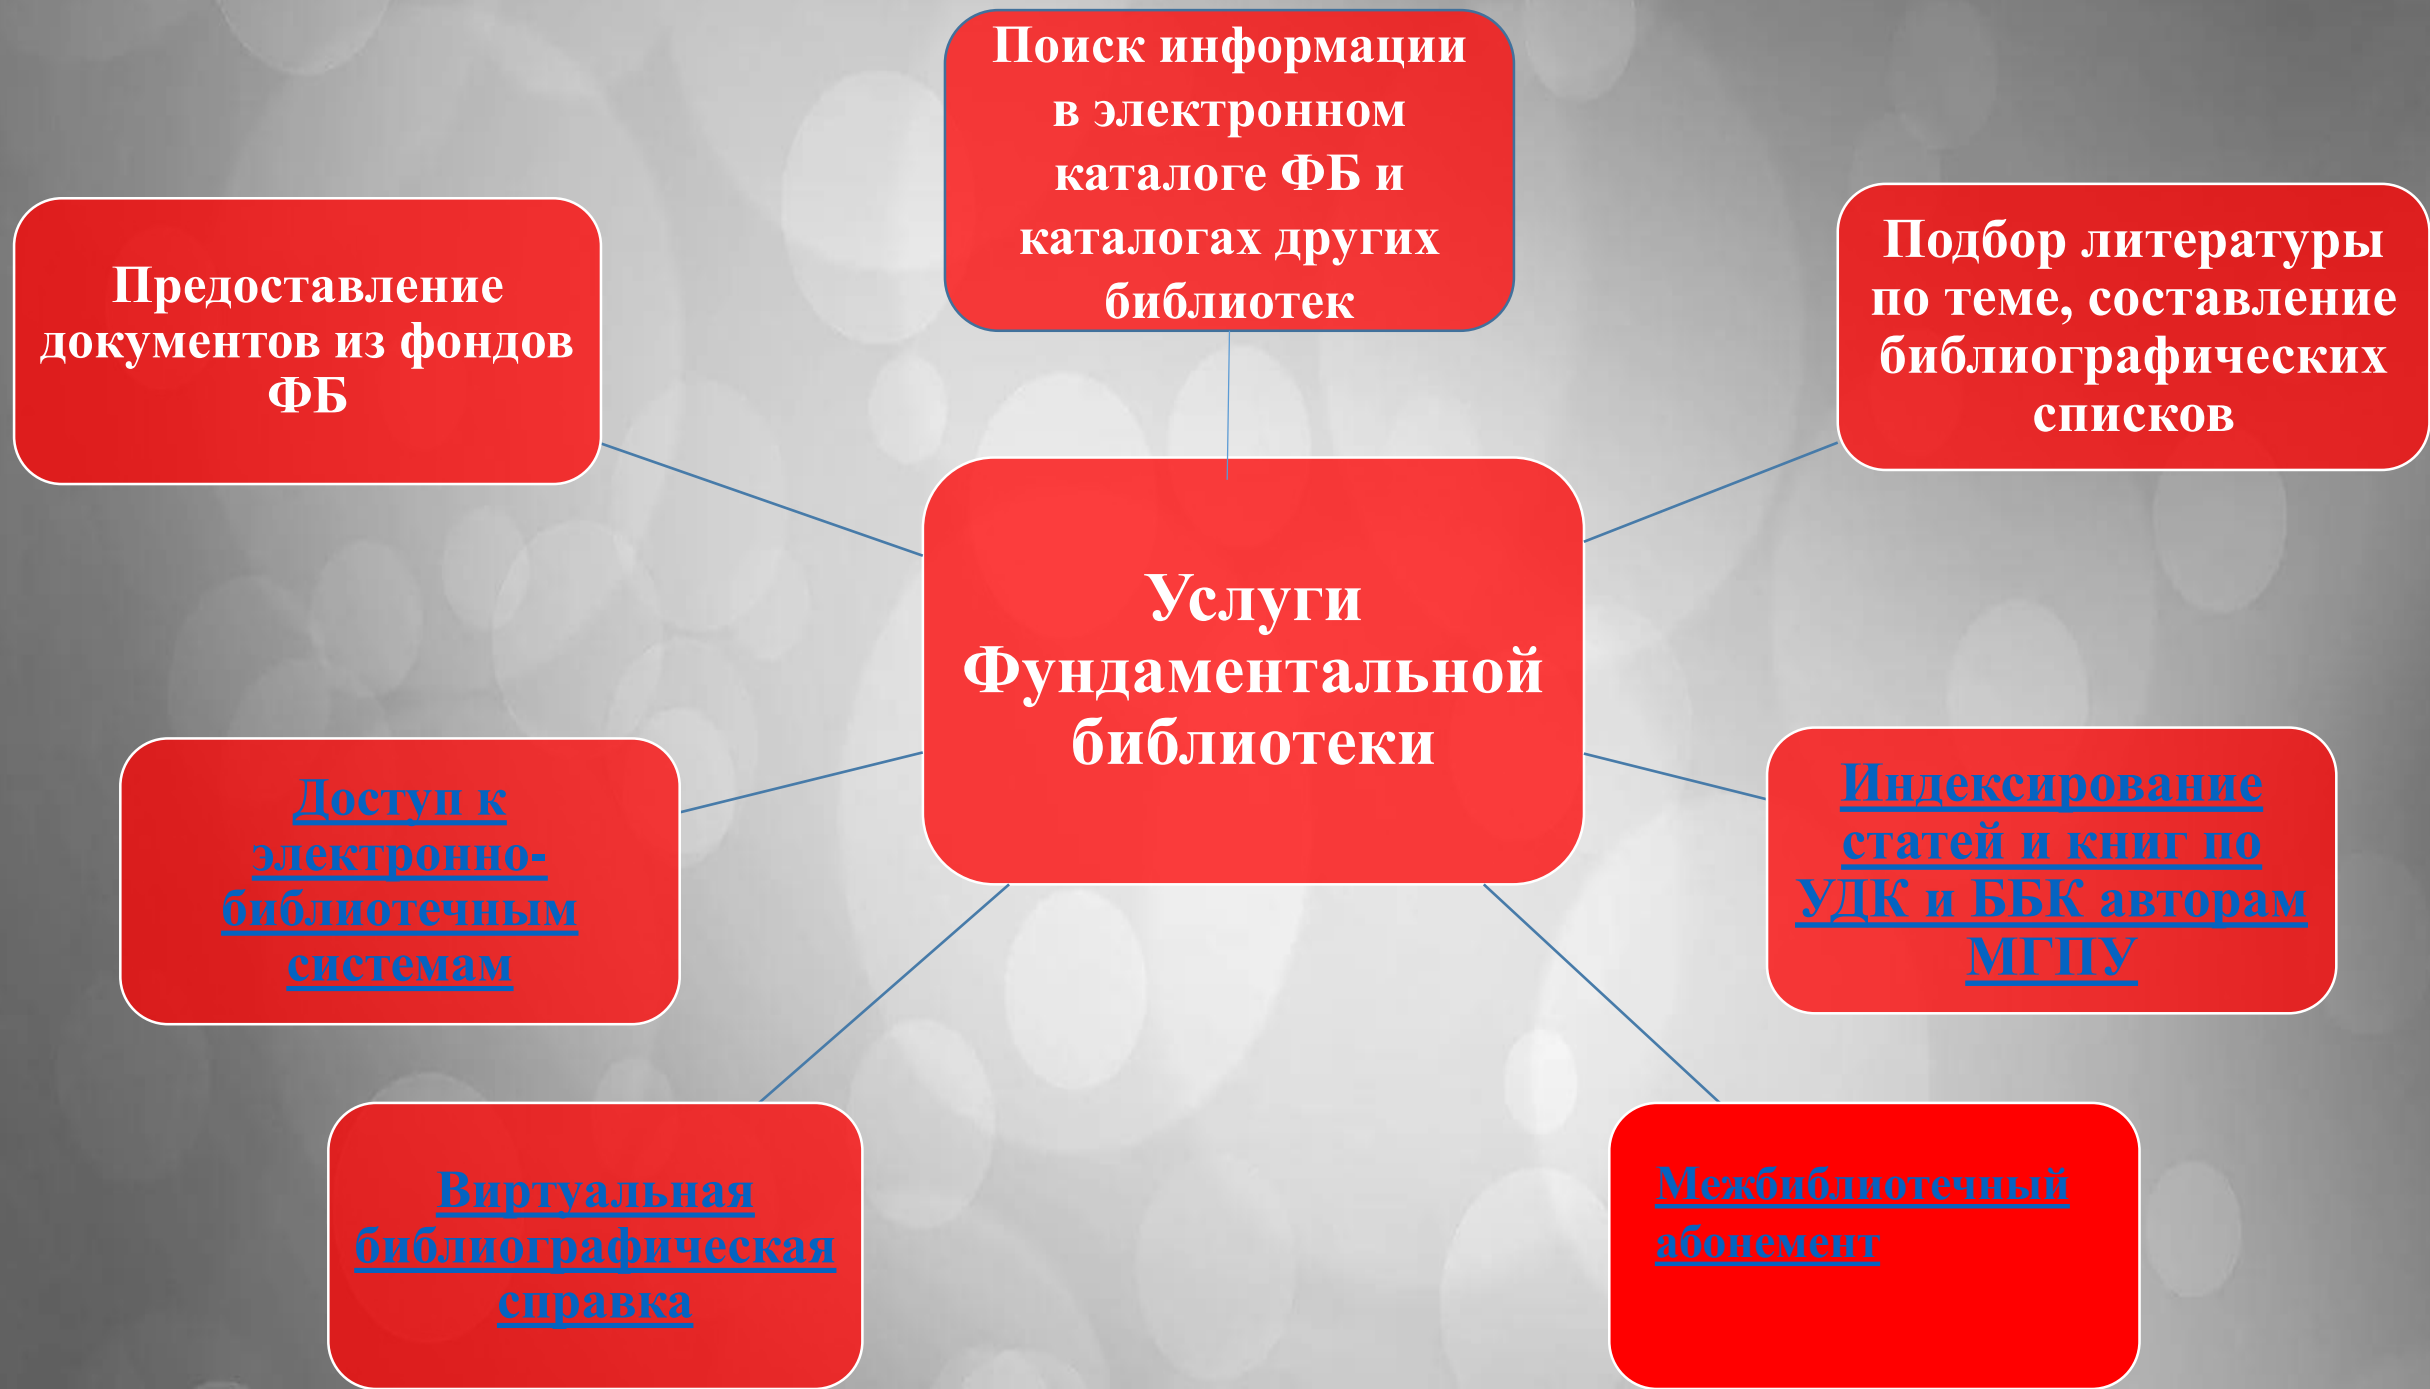 Поиск информации
в электронном
каталоге ФБ и
каталогах других
библиотек
Предоставление
документов из фондов
ФБ
Подбор литературы
по теме, составление
библиографических
списков
Услуги
Фундаментальной
библиотеки
Доступ к
электронно-
библиотечным
системам
Индексирование
статей и книг по
УДК и ББК авторам
МГПУ
Виртуальная
библиографическая
справка
Межбиблиотечный
абонемент